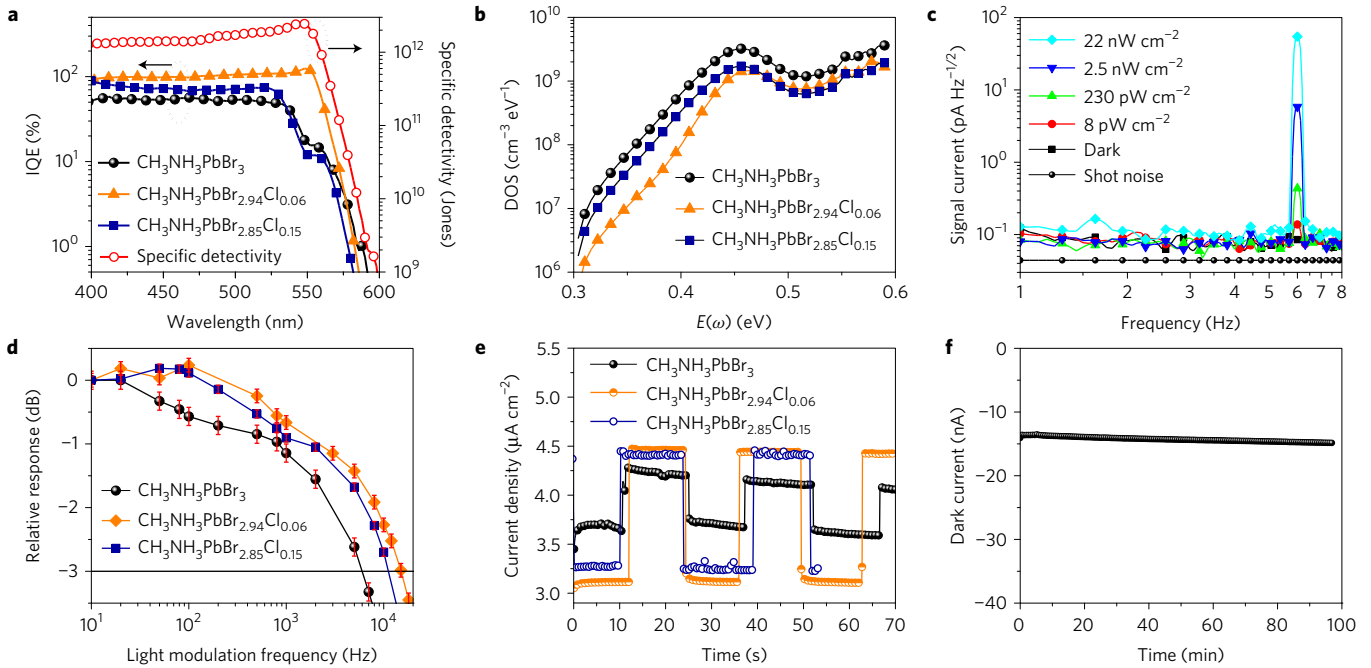 a
IQE (%)
10³
10²
10¹
10⁰
10¹²
10¹¹
10¹⁰
10⁹
Specific detectivity (Jones)
CH₃NH₃PbBr₃
CH₃NH₃PbBr₂.₉₄Cl₀.₀₆
CH₃NH₃PbBr₂.₈₅Cl₀.₁₅
Specific detectivity
400 450 500 550 600
Wavelength (nm)
b
DOS (cm⁻³ eV⁻¹)
10¹⁰
10⁹
10⁸
10⁷
10⁶
CH₃NH₃PbBr₃
CH₃NH₃PbBr₂.₉₄Cl₀.₀₆
CH₃NH₃PbBr₂.₈₅Cl₀.₁₅
0.3 0.4 0.5 0.6
E(ω) (eV)
c
Signal current (pA Hz⁻¹/²)
10²
10¹
10⁰
10⁻¹
22 nW cm⁻²
2.5 nW cm⁻²
230 pW cm⁻²
8 pW cm⁻²
Dark
Shot noise
1 2 3 4 5 6 7 8
Frequency (Hz)
d
Relative response (dB)
0
−1
−2
−3
CH₃NH₃PbBr₃
CH₃NH₃PbBr₂.₉₄Cl₀.₀₆
CH₃NH₃PbBr₂.₈₅Cl₀.₁₅
10¹ 10² 10³ 10⁴
Light modulation frequency (Hz)
e
Current density (μA cm⁻²)
5.5
5.0
4.5
4.0
3.5
3.0
CH₃NH₃PbBr₃
CH₃NH₃PbBr₂.₉₄Cl₀.₀₆
CH₃NH₃PbBr₂.₈₅Cl₀.₁₅
0 10 20 30 40 50 60 70
Time (s)
f
Dark current (nA)
0
−10
−20
−30
−40
0 20 40 60 80 100
Time (min)